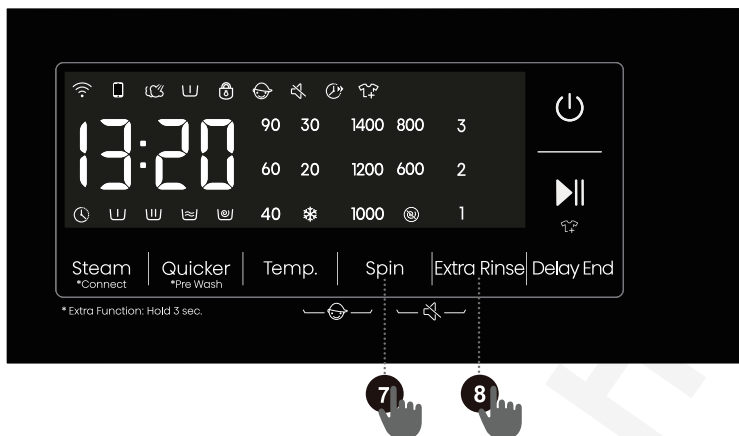 90 30 1400 800 3
13:20
60 20 1200 600 2
40 1000 1
Steam Quicker Temp. Spin Extra Rinse Delay End
*Connect *Pre Wash
* Extra Function: Hold 3 sec.
7 8
H